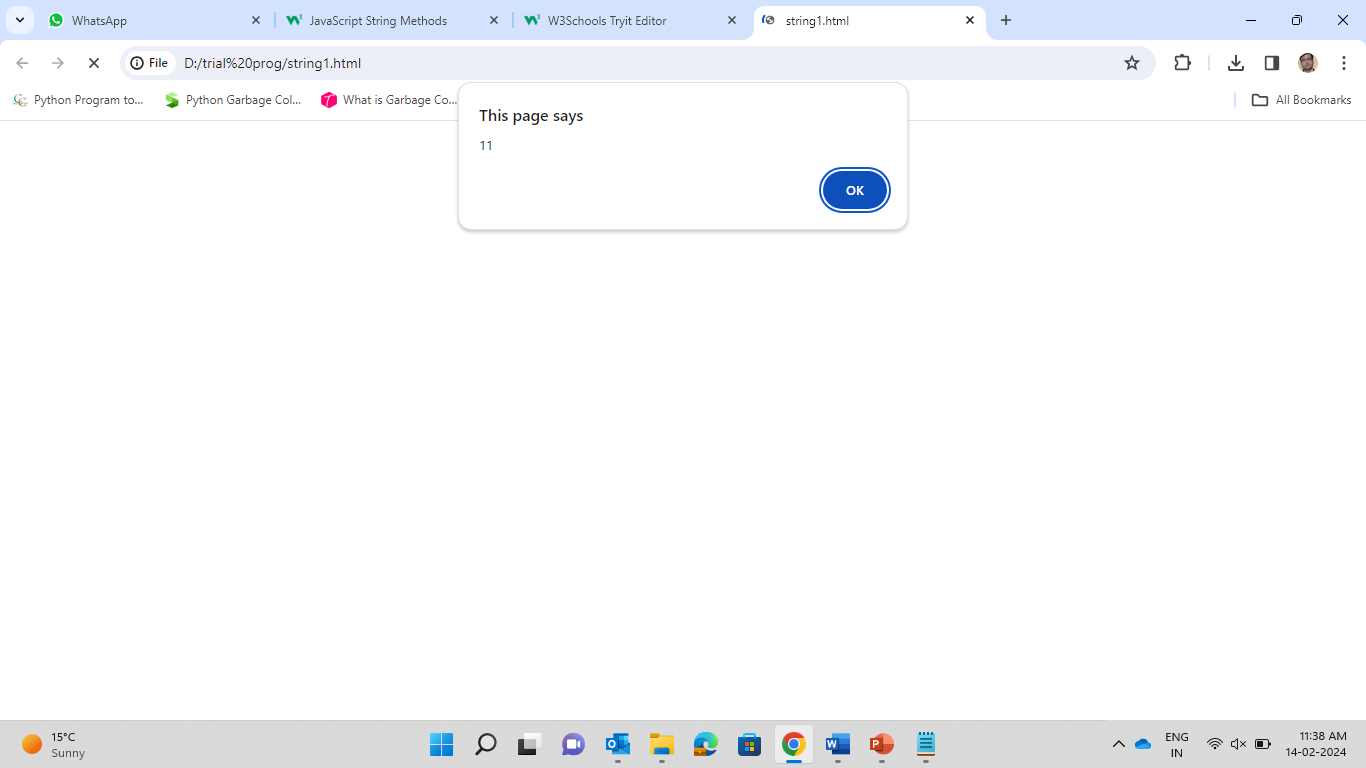 WhatsApp
JavaScript String Methods
W3Schools Tryit Editor
string1.html
File
D:/trial%20prog/string1.html
Python Program to...
Python Garbage Col...
What is Garbage Co...
All Bookmarks
This page says
11
OK
15°C
Sunny
ENG
IN
11:38 AM
14-02-2024